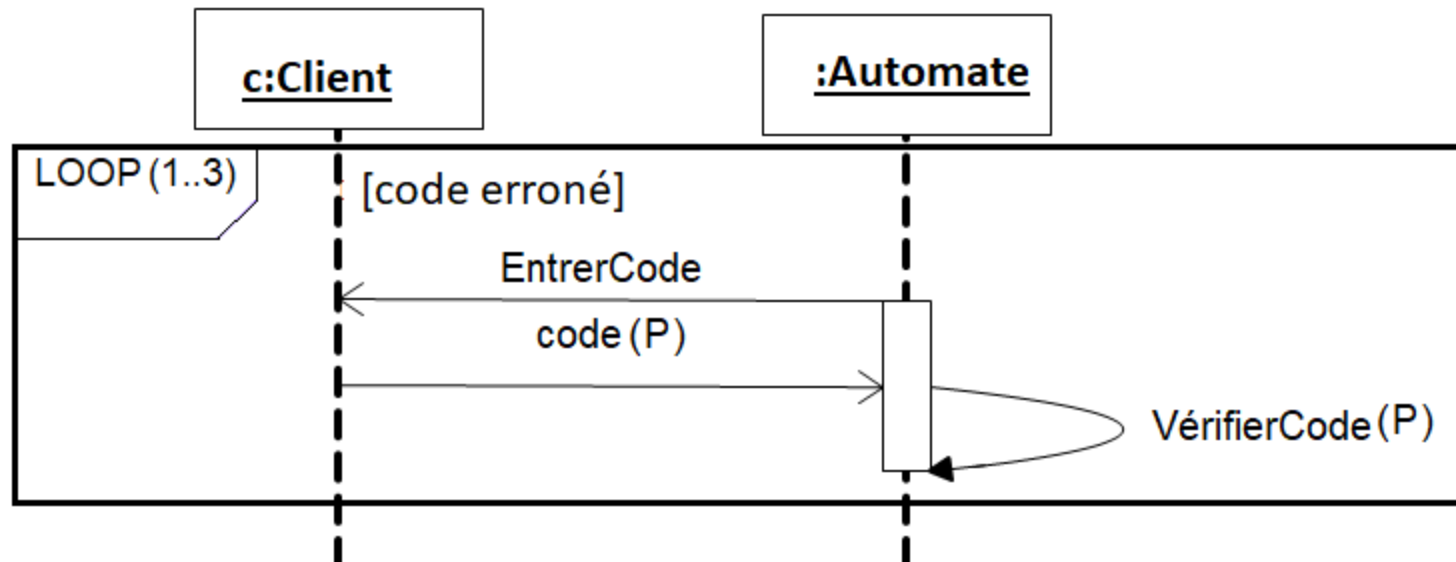 c:Client
:Automate
LOOP (1..3)
[code erroné]
EntrerCode
code (P)
VérifierCode (P)